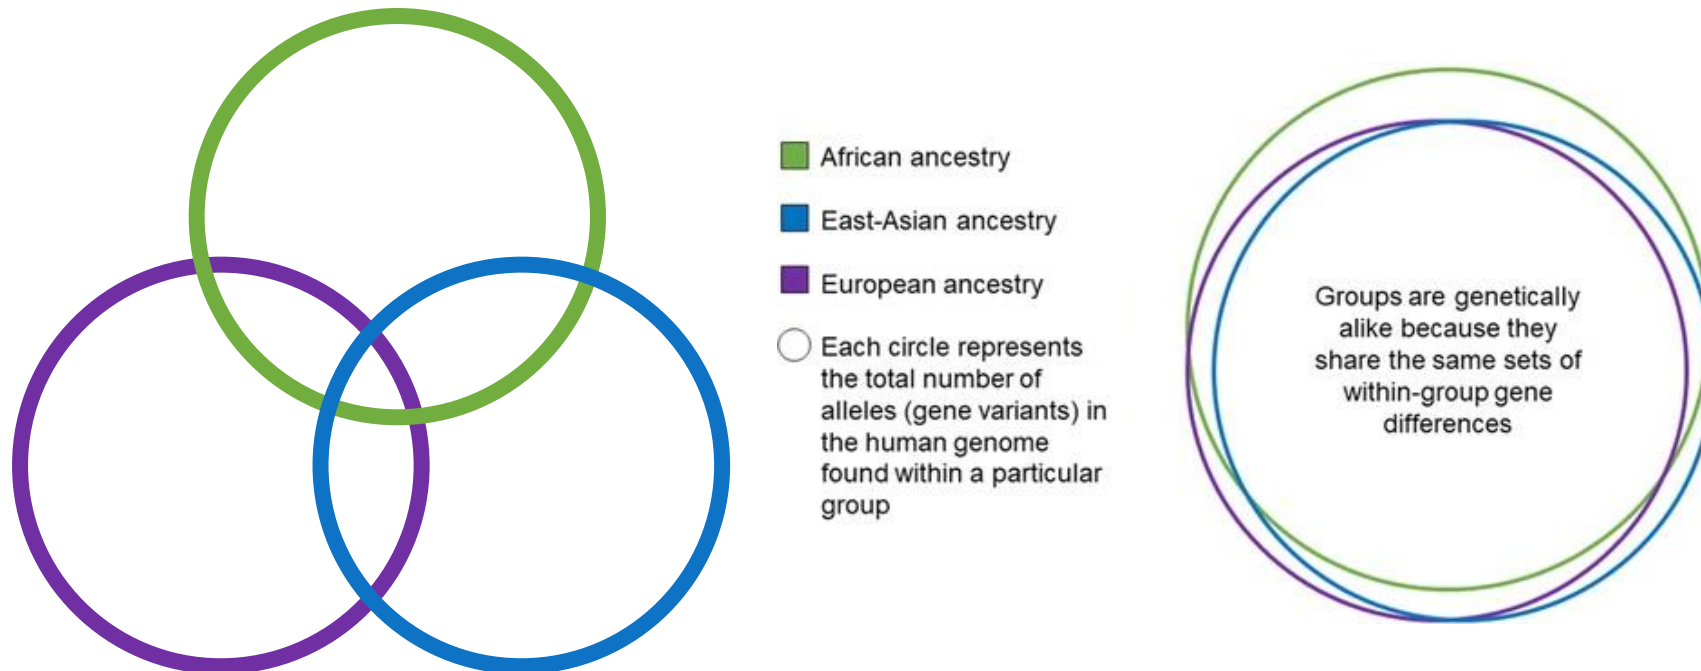 African ancestry
East-Asian ancestry
European ancestry
Each circle represents
the total number of
alleles (gene variants) in
the human genome
found within a particular
group
Groups are genetically
alike because they
share the same sets of
within-group gene
differences